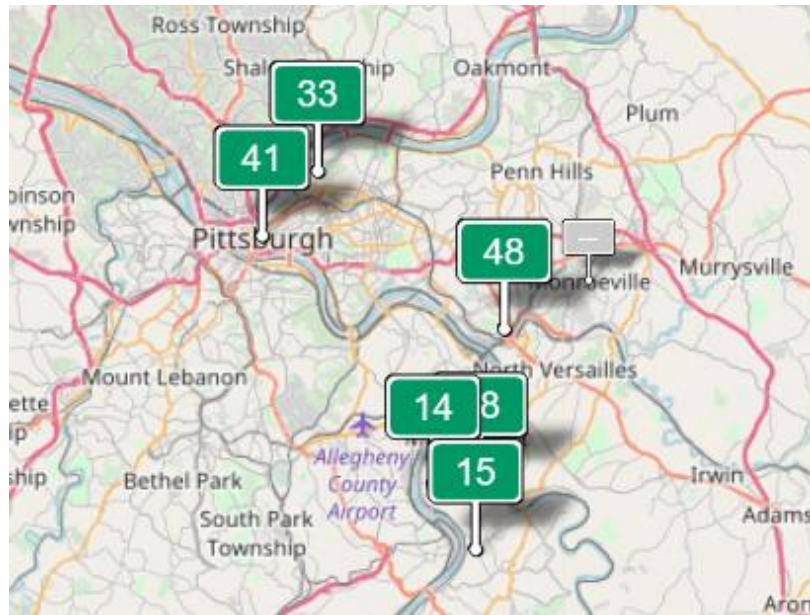 Ross Township
33
Oakmont
Plum
41
Penn Hills
Pittsburgh
48
—
Murrysville
Mount Lebanon
North Versailles
14
8
Allegheny
County
Airport
15
Bethel Park
Irwin
South Park
Township
Adams